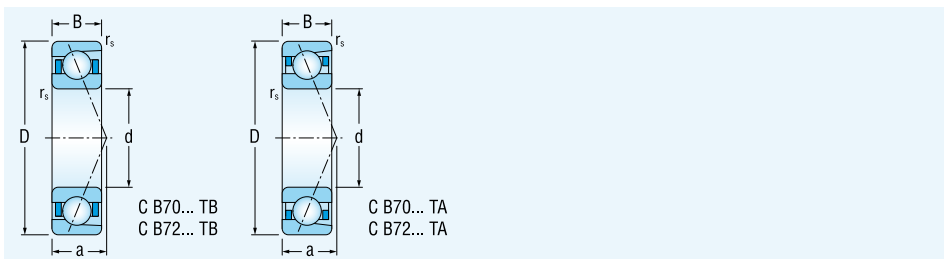 B
rs
rs
D
d
C B70... TB
C B72... TB
a
B
rs
rs
D
d
C B70... TA
C B72... TA
a